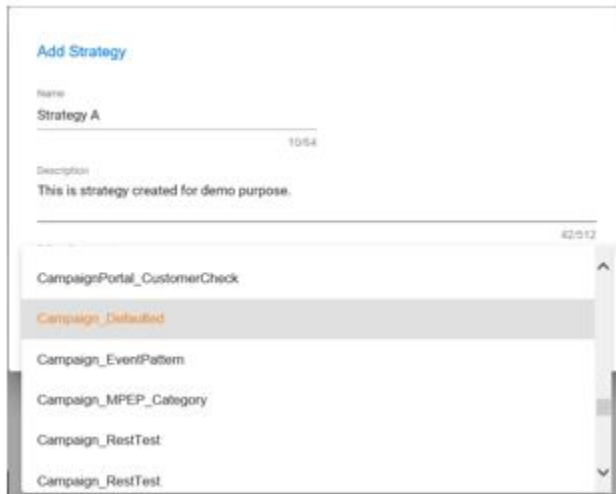 Add Strategy
Name
Strategy A
10/64
Description
This is strategy created for demo purpose.
42/512
CampaignPortal_CustomerCheck
Campaign_Defaulted
Campaign_EventPattern
Campaign_MPEP_Category
Campaign_RestTest
Campaign_RestTest